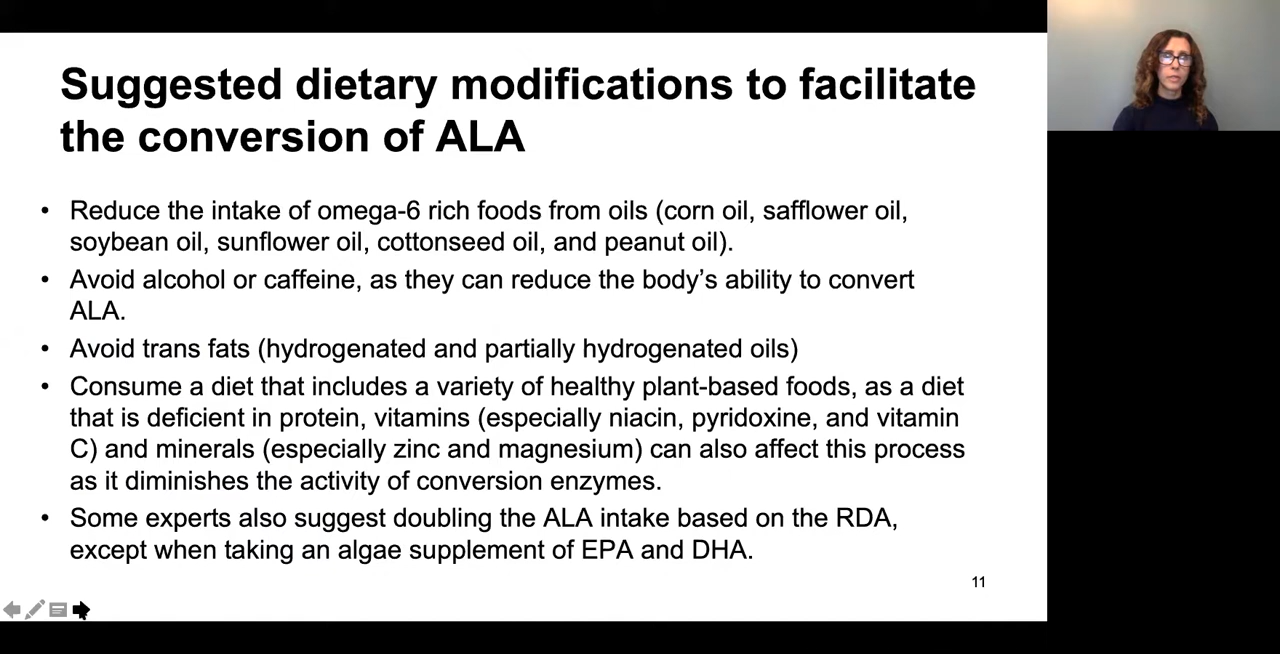 Suggested dietary modifications to facilitate
the conversion of ALA
• Reduce the intake of omega-6 rich foods from oils (corn oil, safflower oil,
soybean oil, sunflower oil, cottonseed oil, and peanut oil).
• Avoid alcohol or caffeine, as they can reduce the body’s ability to convert
ALA.
• Avoid trans fats (hydrogenated and partially hydrogenated oils)
• Consume a diet that includes a variety of healthy plant-based foods, as a diet
that is deficient in protein, vitamins (especially niacin, pyridoxine, and vitamin
C) and minerals (especially zinc and magnesium) can also affect this process
as it diminishes the activity of conversion enzymes.
• Some experts also suggest doubling the ALA intake based on the RDA,
except when taking an algae supplement of EPA and DHA.
11